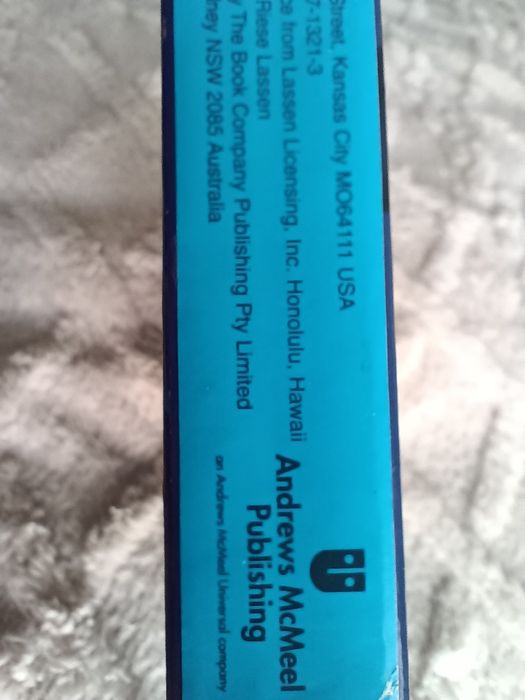 Street, Kansas City MO64111 USA
7-1321-3
ce from Lassen Licensing, Inc. Honolulu, Hawaii
Riese Lassen
y The Book Company Publishing Pty Limited
ney NSW 2085 Australia
Andrews McMeel
Publishing
an Andrews McMeel Universal company